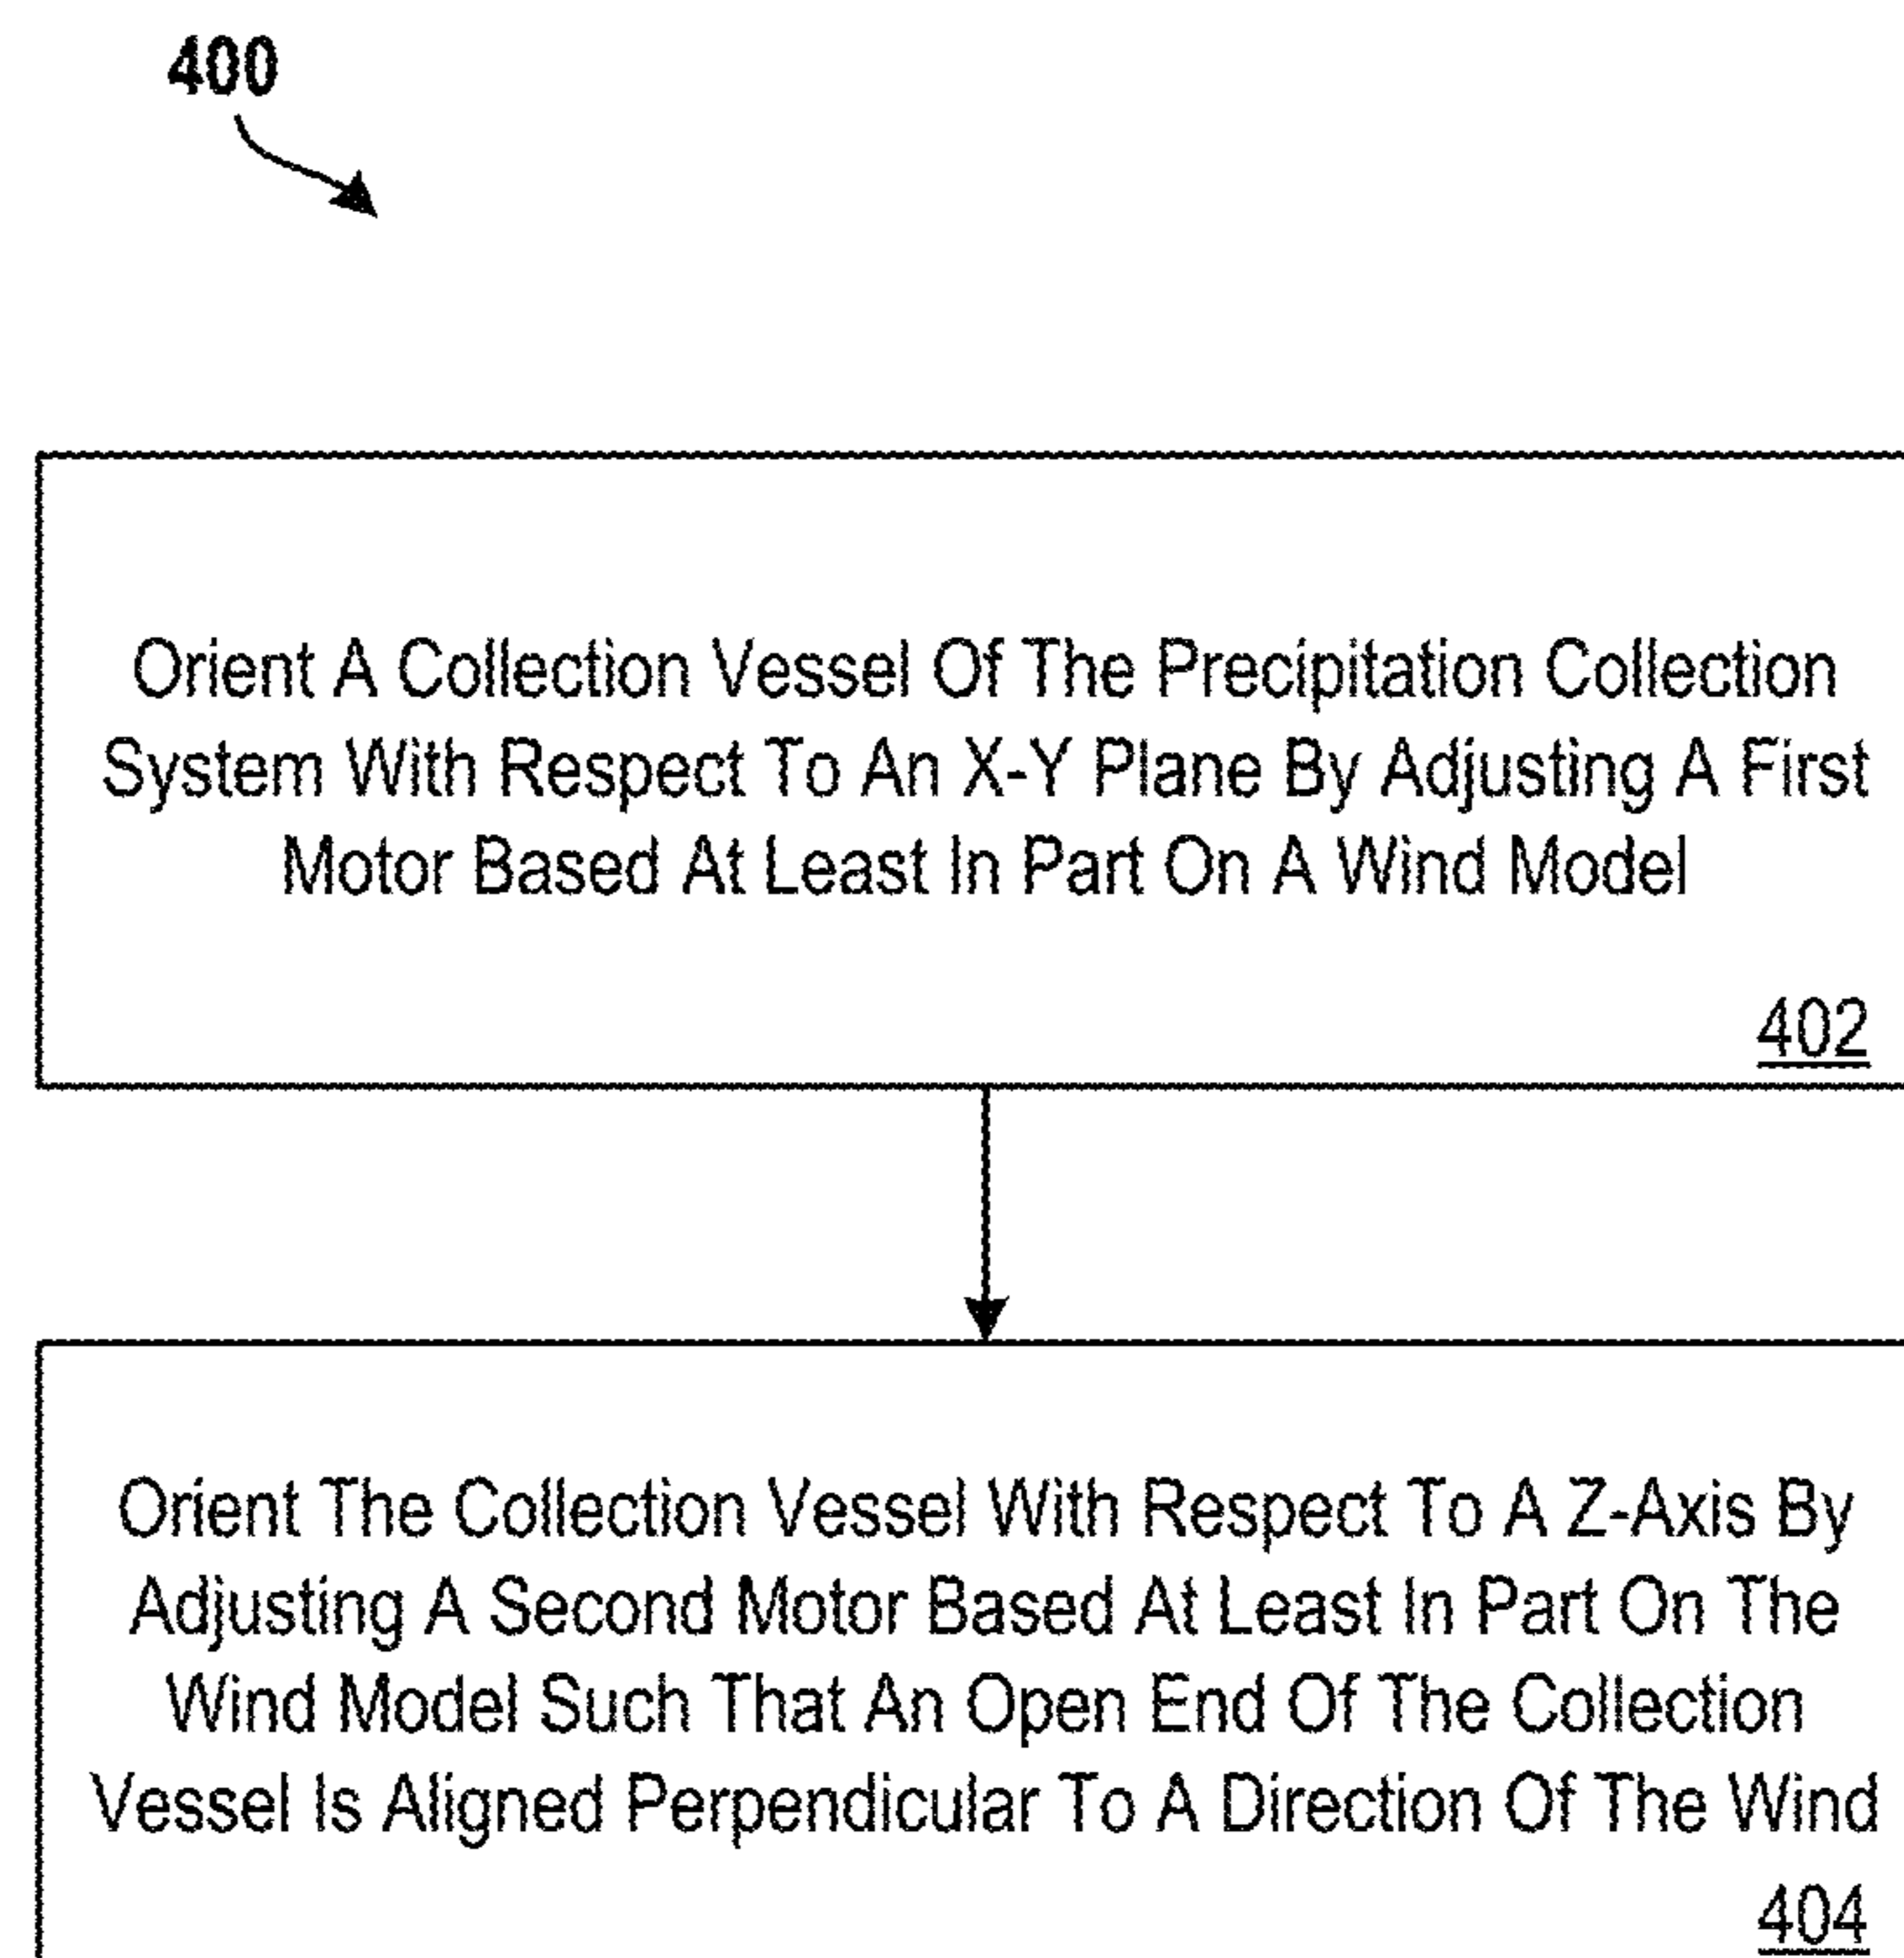 400
Orient A Collection Vessel Of The Precipitation Collection
System With Respect To An X-Y Plane By Adjusting A First
Motor Based At Least In Part On A Wind Model
402
Orient The Collection Vessel With Respect To A Z-Axis By
Adjusting A Second Motor Based At Least In Part On The
Wind Model Such That An Open End Of The Collection
Vessel Is Aligned Perpendicular To A Direction Of The Wind
404